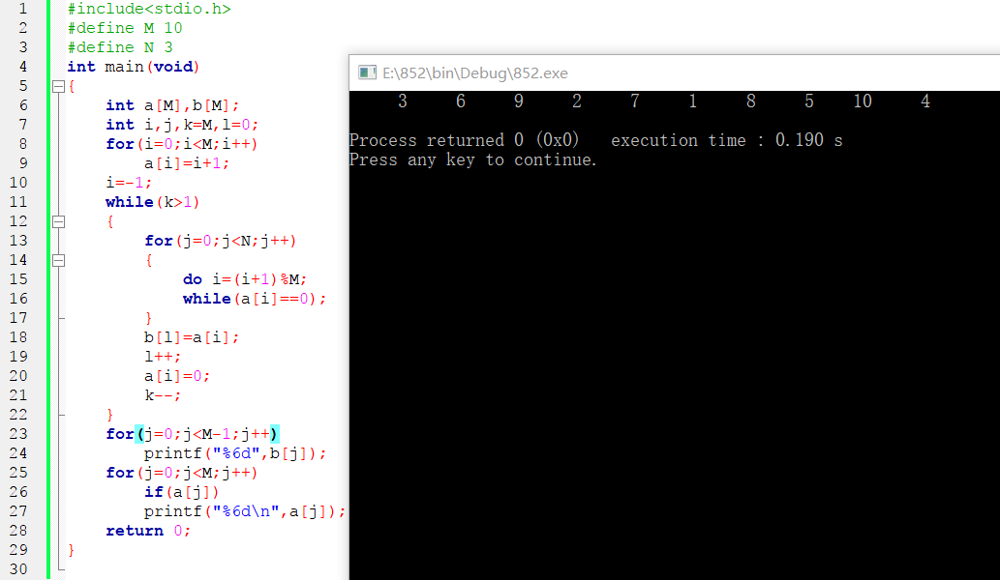 1 #include<stdio.h>
2 #define M 10
3 #define N 3
4 int main(void)
5 {
6     int a[M],b[M];
7     int i,j,k=M,l=0;
8     for(i=0;i<M;i++)
9         a[i]=i+1;
10     i=-1;
11     while(k>1)
12     {
13         for(j=0;j<N;j++)
14         {
15             do i=(i+1)%M;
16             while(a[i]==0);
17         }
18         b[l]=a[i];
19         l++;
20         a[i]=0;
21         k--;
22     }
23     for(j=0;j<M-1;j++)
24         printf("%6d",b[j]);
25     for(j=0;j<M;j++)
26         if(a[j])
27         printf("%6d\n",a[j]);
28     return 0;
29 }
30
E:\852\bin\Debug\852.exe
     3     6     9     2     7     1     8     5    10     4
Process returned 0 (0x0)   execution time : 0.190 s
Press any key to continue.